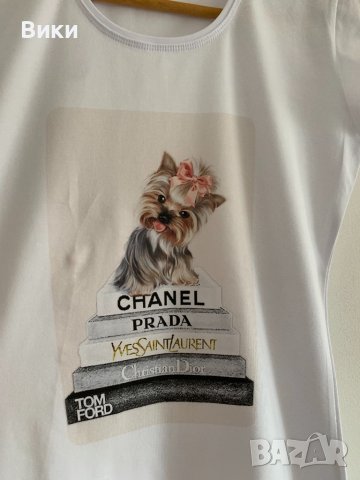 Вики
CHANEL
PRADA
YVESSAINTLAURENT
Christian Dior
TOM
FORD
BAZAR